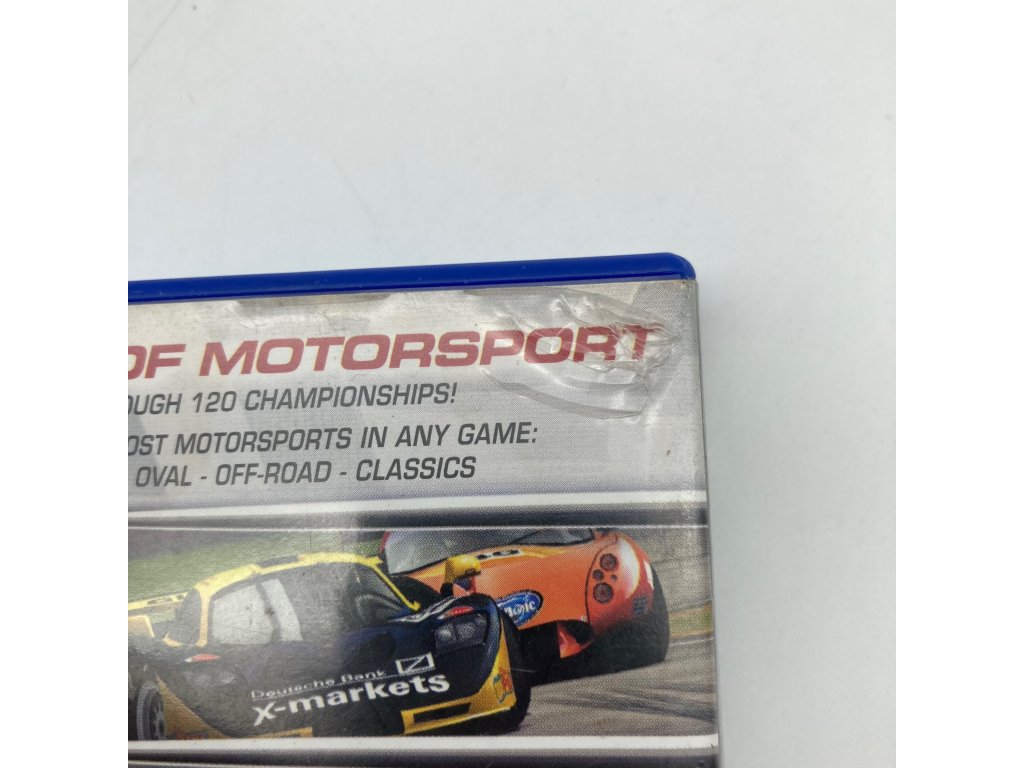 OF MOTORSPORT
OUGH 120 CHAMPIONSHIPS!
OST MOTORSPORTS IN ANY GAME:
OVAL - OFF-ROAD - CLASSICS
Deutsche Bank
x-markets